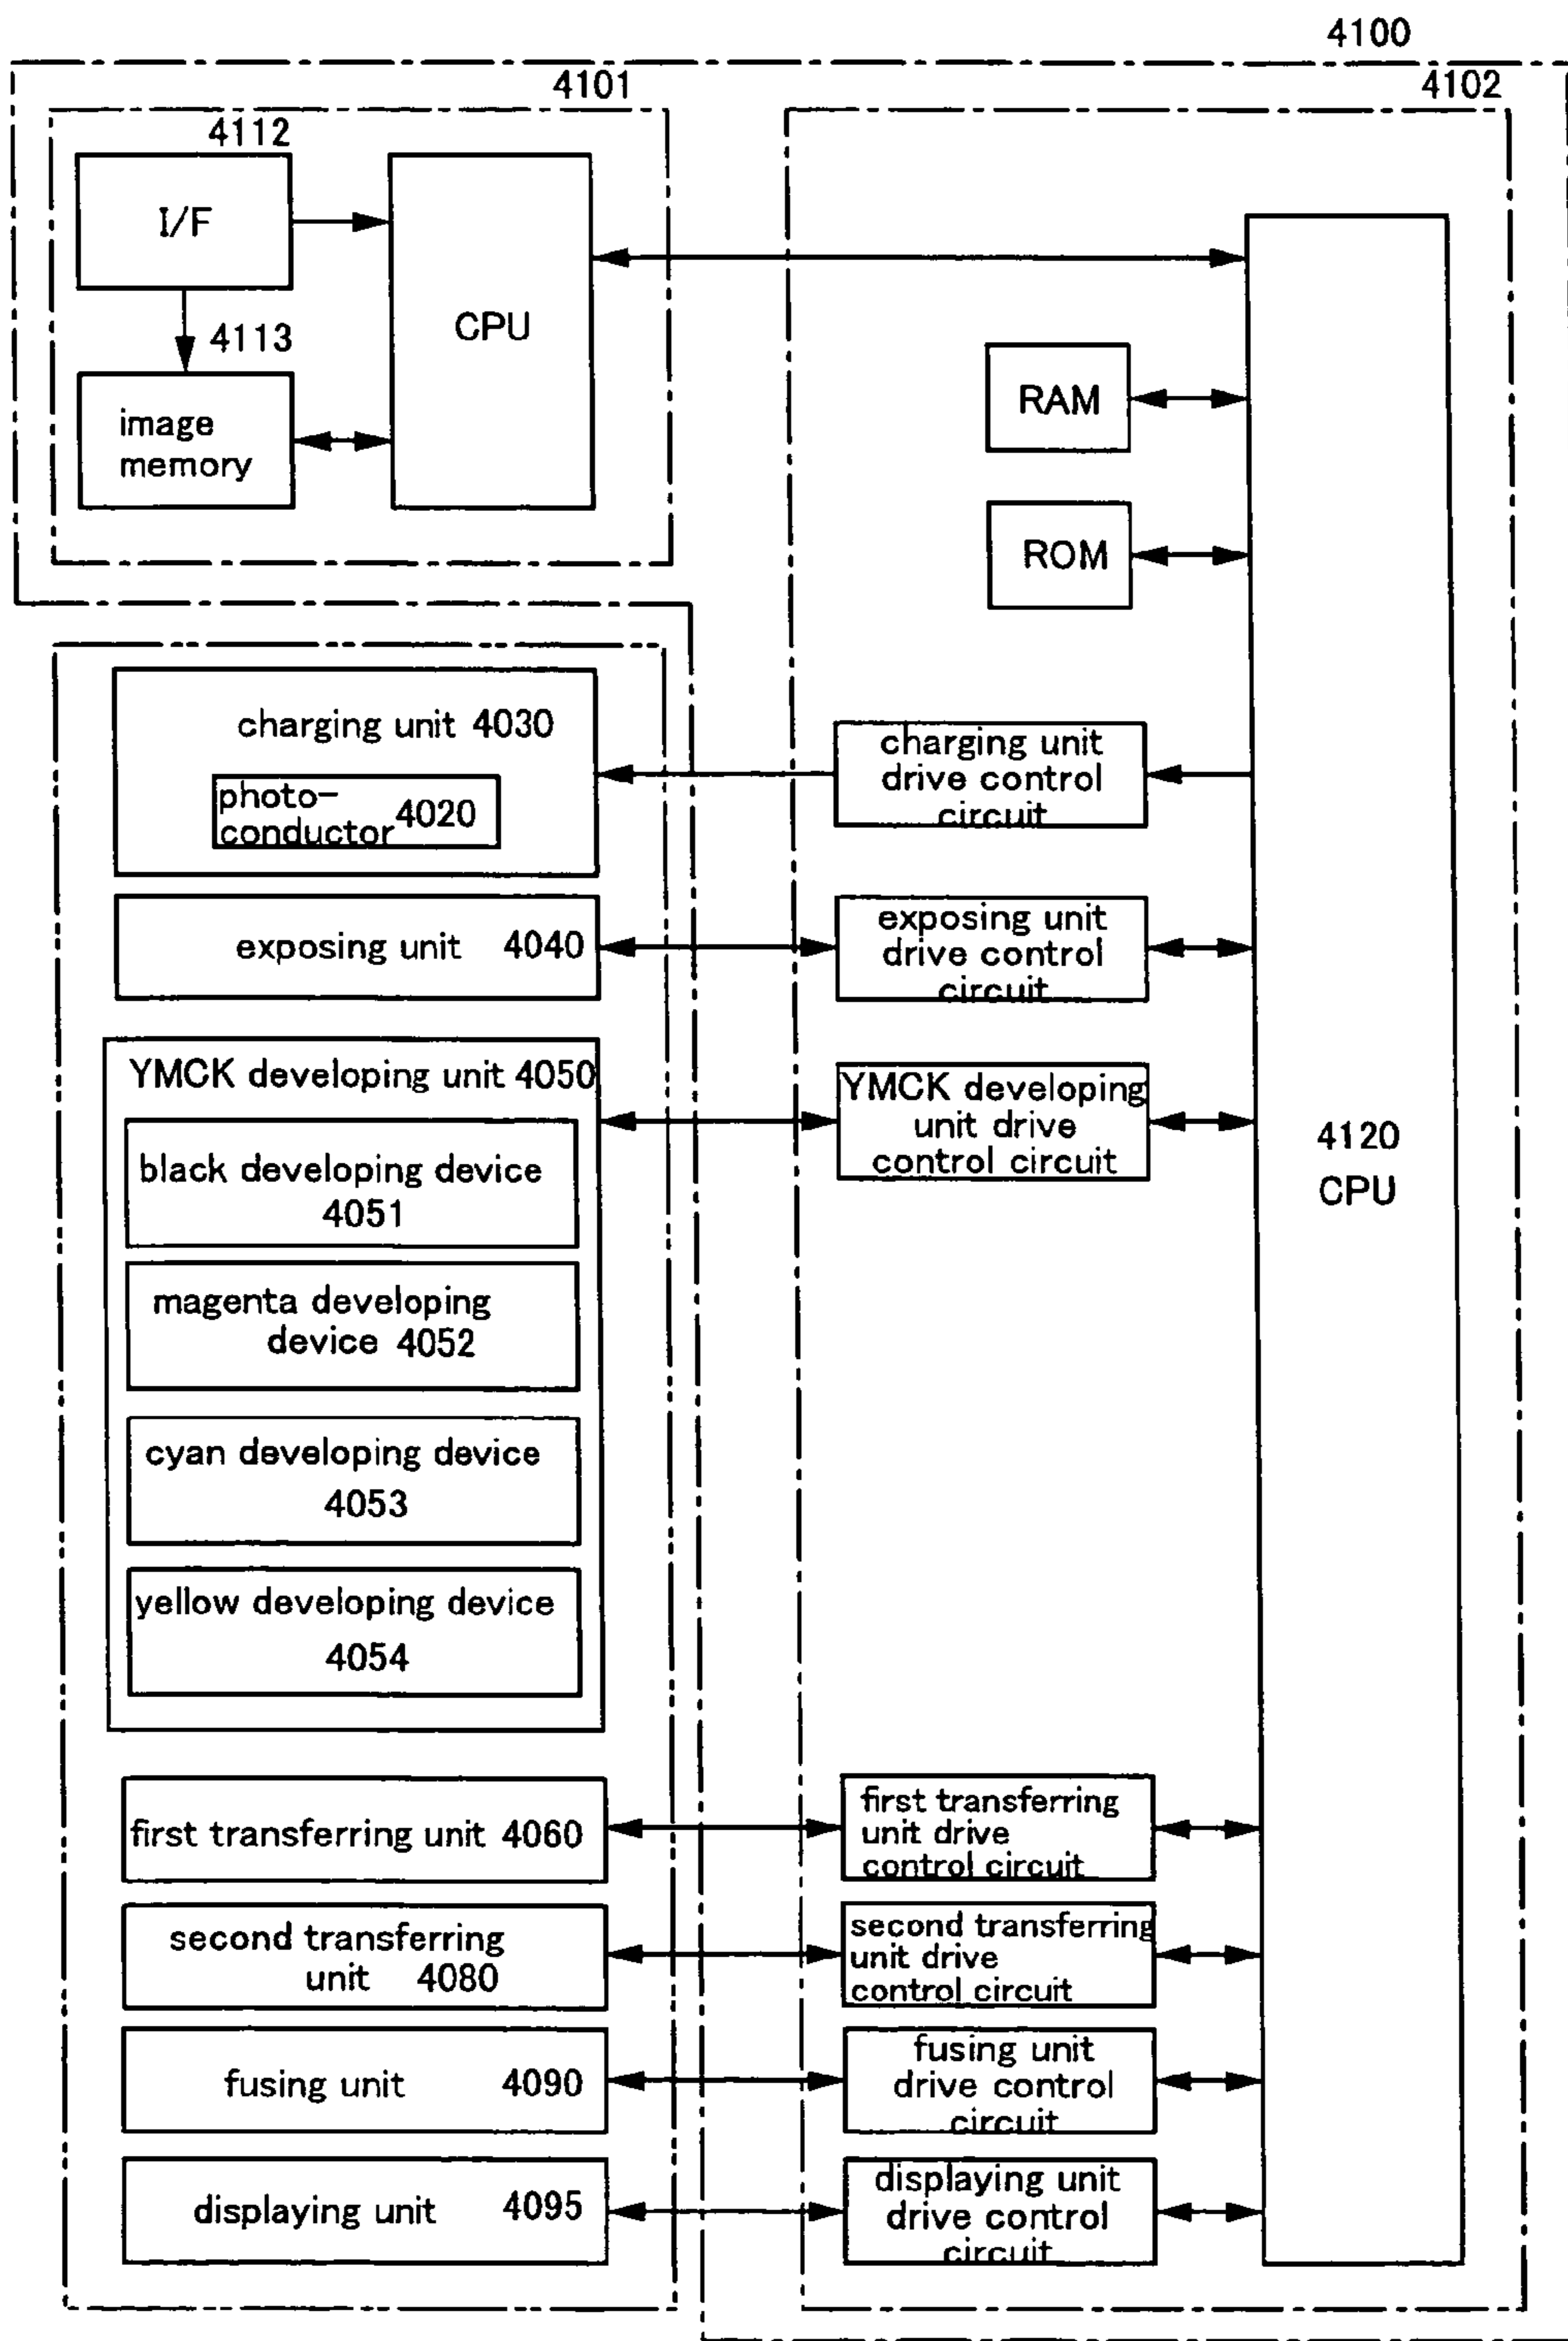 4100
4101
4102
4112
I/F
CPU
4113
image
memory
RAM
ROM
charging unit 4030
photo-
conductor 4020
charging unit
drive control
circuit
exposing unit 4040
exposing unit
drive control
circuit
YMCK developing unit 4050
YMCK developing
unit drive
control circuit
4120
CPU
black developing device
4051
magenta developing
device 4052
cyan developing device
4053
yellow developing device
4054
first transferring unit 4060
first transferring
unit drive
control circuit
second transferring
unit 4080
second transferring
unit drive
control circuit
fusing unit 4090
fusing unit
drive control
circuit
displaying unit 4095
displaying unit
drive control
circuit